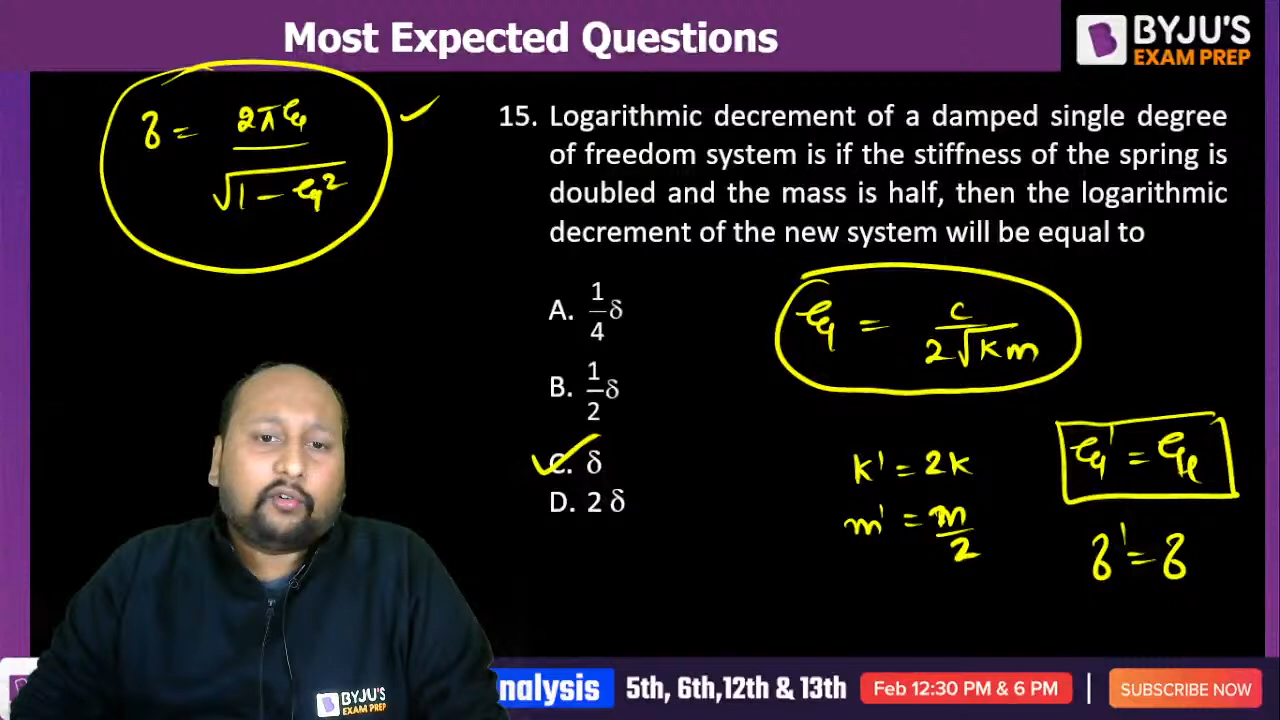 Most Expected Questions
BYJU'S
EXAM PREP
δ = 2πξ / √1 - ξ²
15. Logarithmic decrement of a damped single degree
of freedom system is if the stiffness of the spring is
doubled and the mass is half, then the logarithmic
decrement of the new system will be equal to
A. 1/4 δ
B. 1/2 δ
C. δ
D. 2 δ
ξ = c / 2√km
k' = 2k
m' = m/2
ξ' = ξ
δ' = δ
BYJU'S
EXAM PREP
nalysis
5th, 6th,12th & 13th
Feb 12:30 PM & 6 PM
SUBSCRIBE NOW